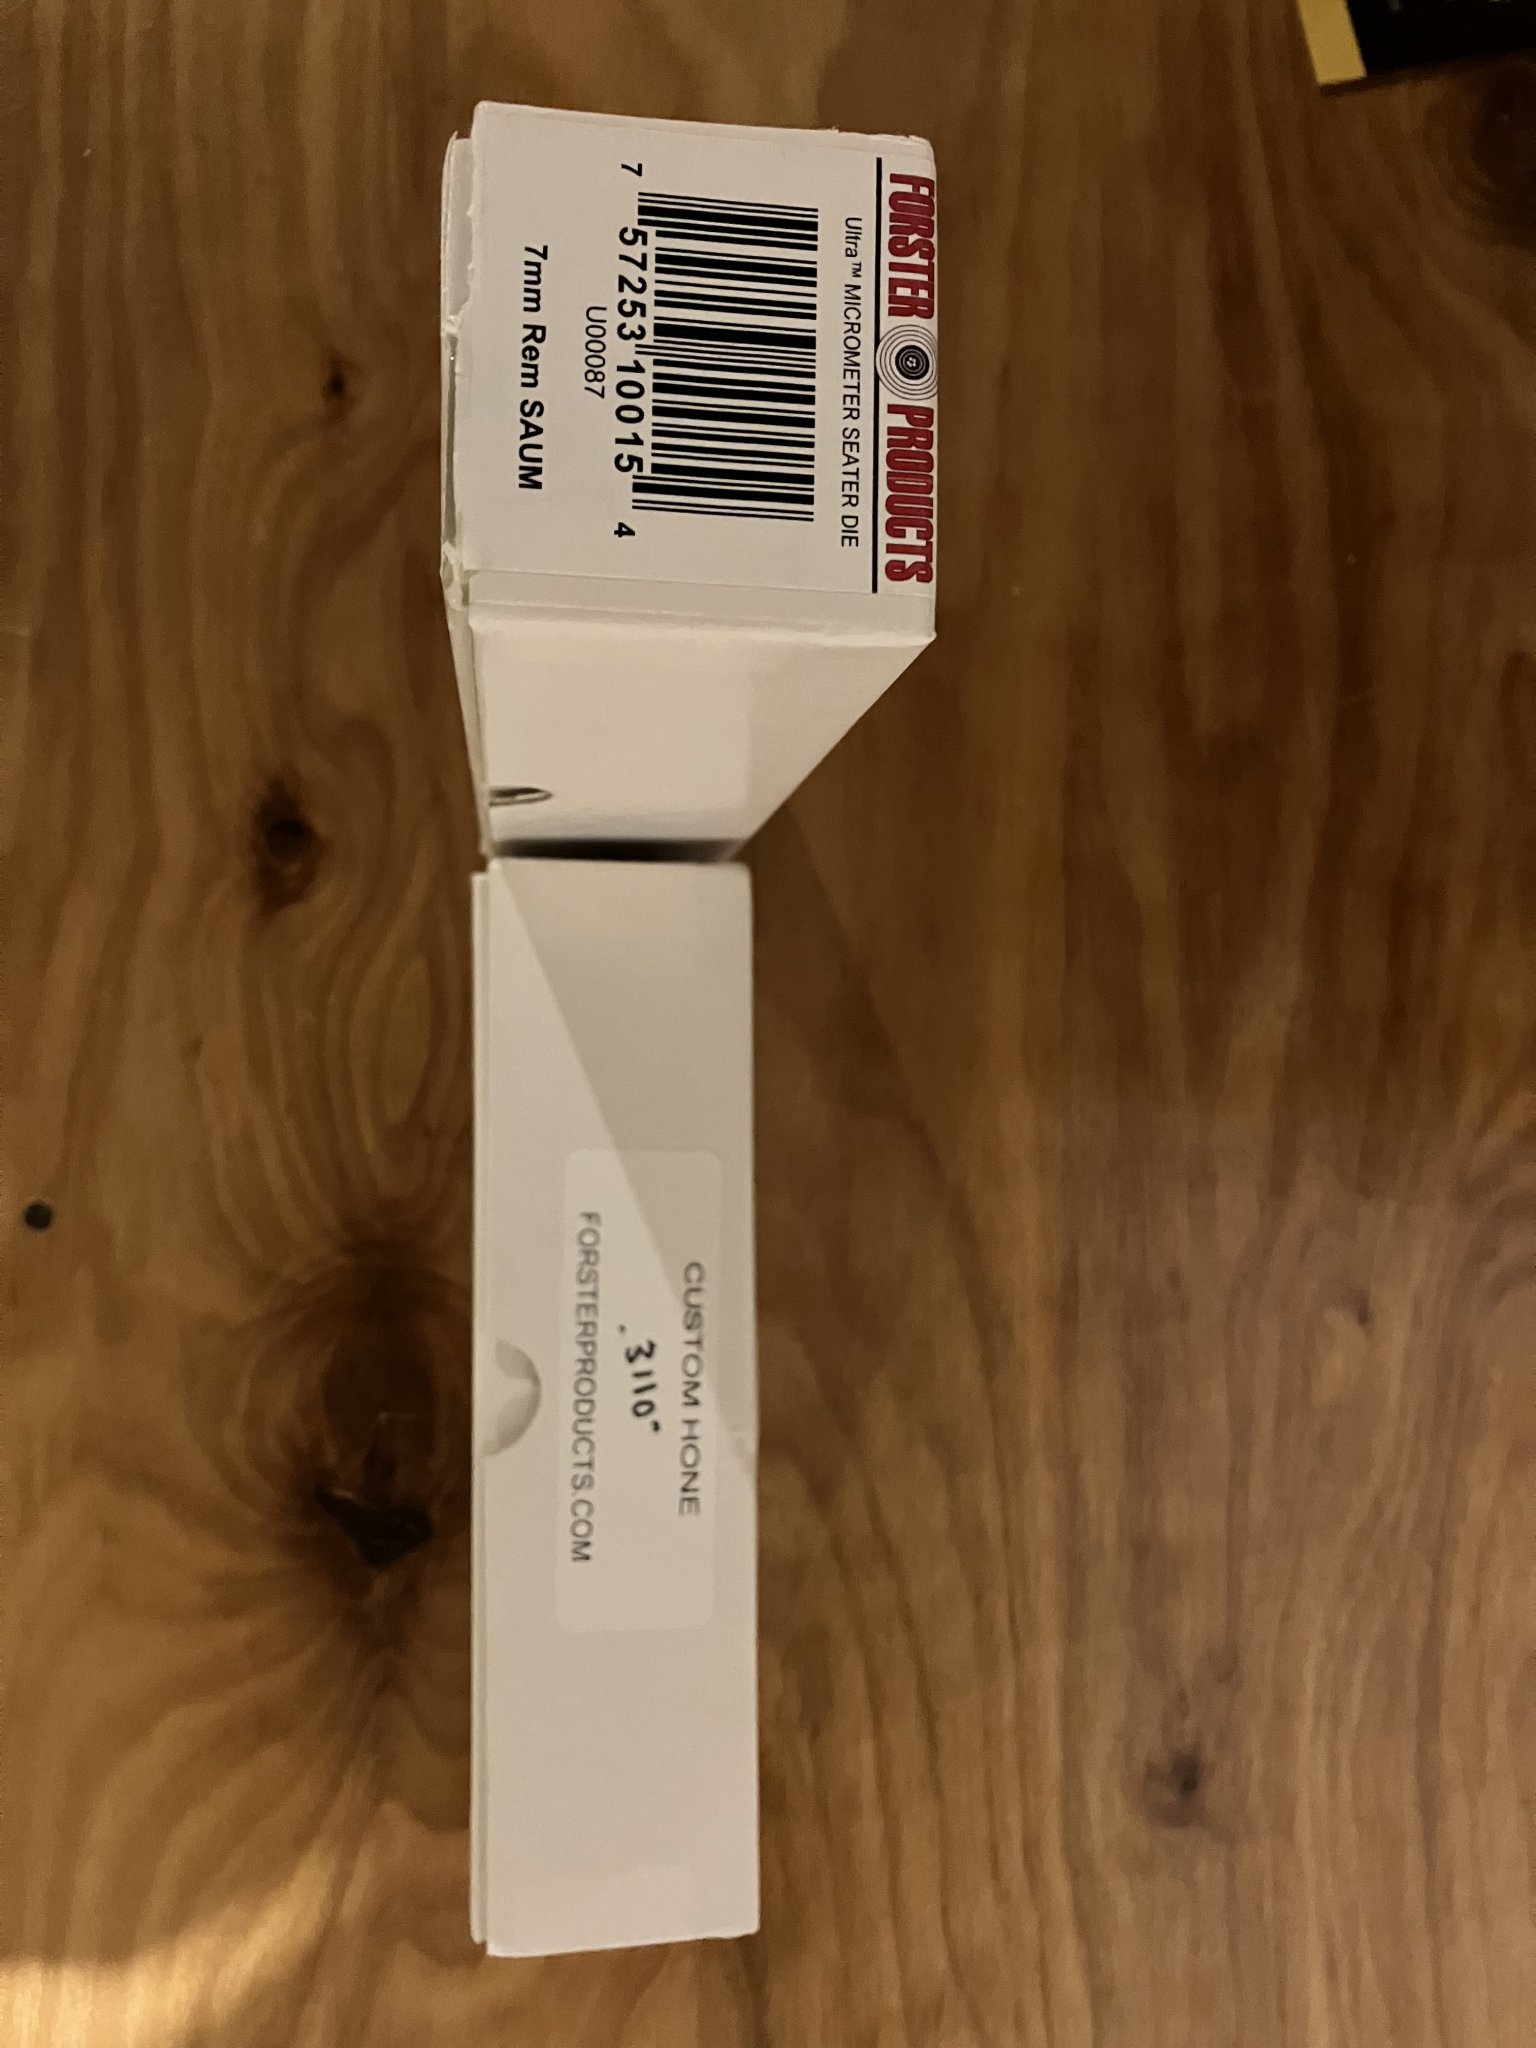 FORSTER PRODUCTS
Ultra™ MICROMETER SEATER DIE
7 57253 10015 4
U00087
7mm Rem SAUM
CUSTOM HONE
.3110"
FORSTERPRODUCTS.COM